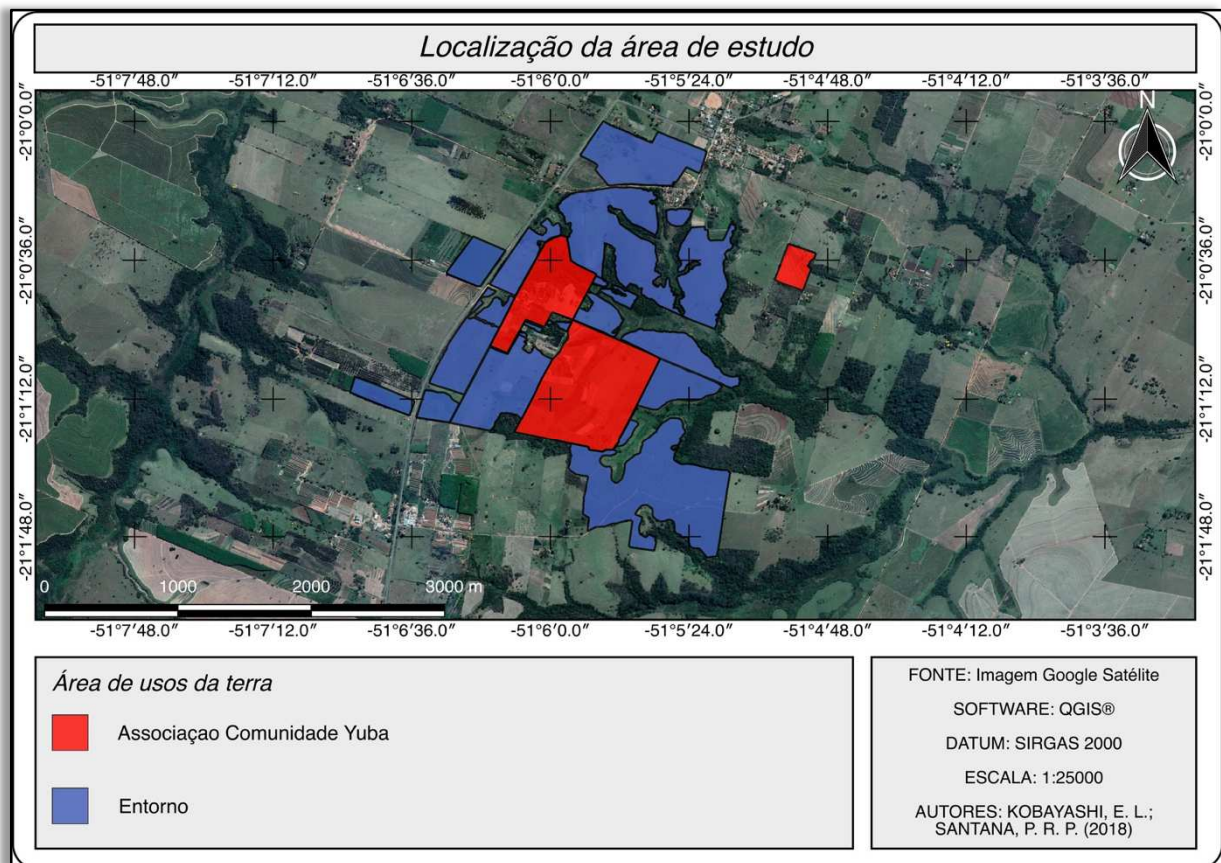 Localização da área de estudo
-51°7′48.0″ -51°7′12.0″ -51°6′36.0″ -51°6′0.0″ -51°5′24.0″ -51°4′48.0″ -51°4′12.0″ -51°3′36.0″
-21°0′0.0″ -21°0′0.0″
N
-21°0′36.0″ -21°0′36.0″
-21°1′12.0″ -21°1′12.0″
-21°1′48.0″ -21°1′48.0″
0 1000 2000 3000 m
-51°7′48.0″ -51°7′12.0″ -51°6′36.0″ -51°6′0.0″ -51°5′24.0″ -51°4′48.0″ -51°4′12.0″ -51°3′36.0″
Área de usos da terra
Associaçao Comunidade Yuba
Entorno
FONTE: Imagem Google Satélite
SOFTWARE: QGIS®
DATUM: SIRGAS 2000
ESCALA: 1:25000
AUTORES: KOBAYASHI, E. L.;
SANTANA, P. R. P. (2018)